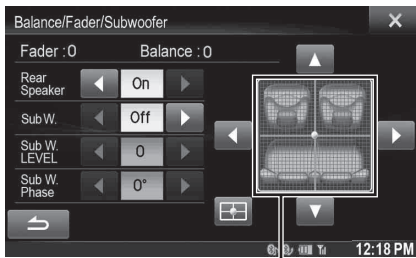 Balance/Fader/Subwoofer
Fader : 0 Balance : 0
Rear Speaker On
Sub W. Off
Sub W. LEVEL 0
Sub W. Phase 0°
12:18 PM